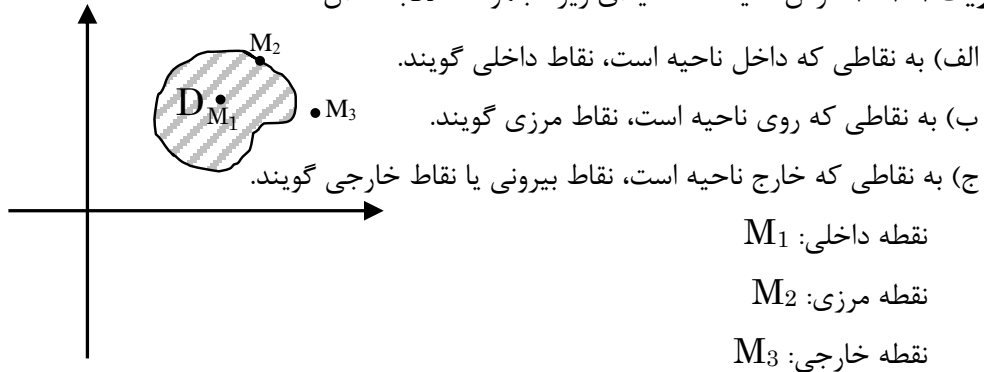 الف) به نقاطی که داخل ناحیه است، نقاط داخلی گویند.
ب) به نقاطی که روی ناحیه است، نقاط مرزی گویند.
ج) به نقاطی که خارج ناحیه است، نقاط بیرونی یا نقاط خارجی گویند.
نقطه داخلی: M₁
نقطه مرزی: M₂
نقطه خارجی: M₃
M₂
D
M₁
M₃